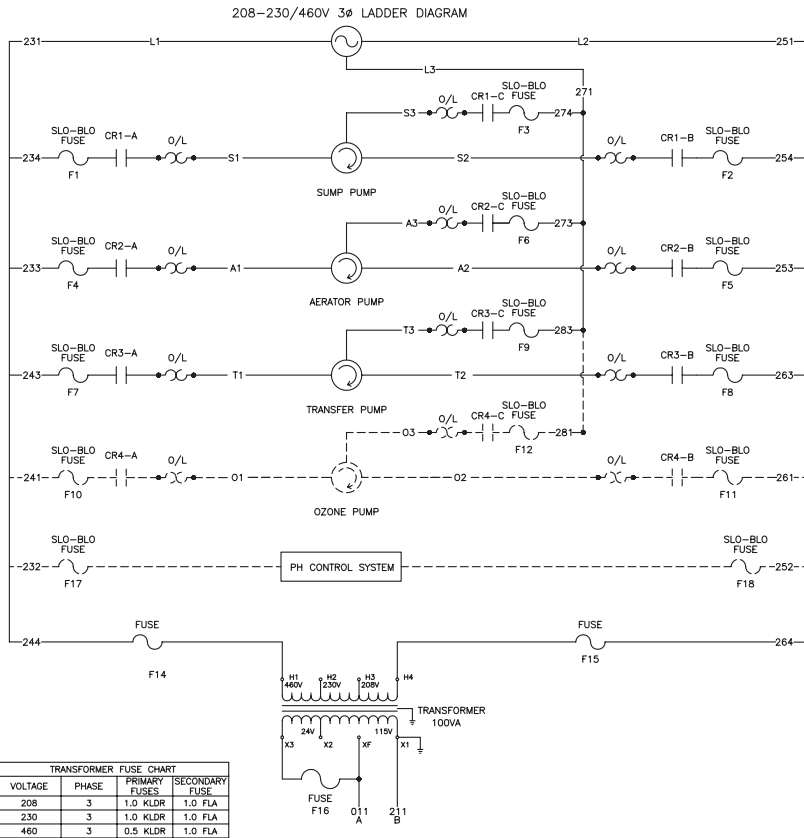 208-230/460V 3ø LADDER DIAGRAM
231 L1 L2 251
L3
271
O/L CR1-C SLO-BLO FUSE
S3 274
F3
SLO-BLO FUSE CR1-A O/L O/L CR1-B SLO-BLO FUSE
234 S1 S2 254
F1 F2
SUMP PUMP
O/L CR2-C SLO-BLO FUSE
A3 273
F6
SLO-BLO FUSE CR2-A O/L O/L CR2-B SLO-BLO FUSE
233 A1 A2 253
F4 F5
AERATOR PUMP
O/L CR3-C SLO-BLO FUSE
T3 283
F9
SLO-BLO FUSE CR3-A O/L O/L CR3-B SLO-BLO FUSE
243 T1 T2 263
F7 F8
TRANSFER PUMP
O/L CR4-C SLO-BLO FUSE
O3 281
F12
SLO-BLO FUSE CR4-A O/L O/L CR4-B SLO-BLO FUSE
241 O1 O2 261
F10 F11
OZONE PUMP
SLO-BLO FUSE SLO-BLO FUSE
232 PH CONTROL SYSTEM 252
F17 F18
FUSE FUSE
244 264
F14 F15
H1 H2 H3 H4
460V 230V 208V
TRANSFORMER
100VA
24V 115V
X3 X2 XF X1
FUSE
F16
011 211
A B
TRANSFORMER FUSE CHART
VOLTAGE PHASE PRIMARY FUSES SECONDARY FUSE
208 3 1.0 KLDR 1.0 FLA
230 3 1.0 KLDR 1.0 FLA
460 3 0.5 KLDR 1.0 FLA